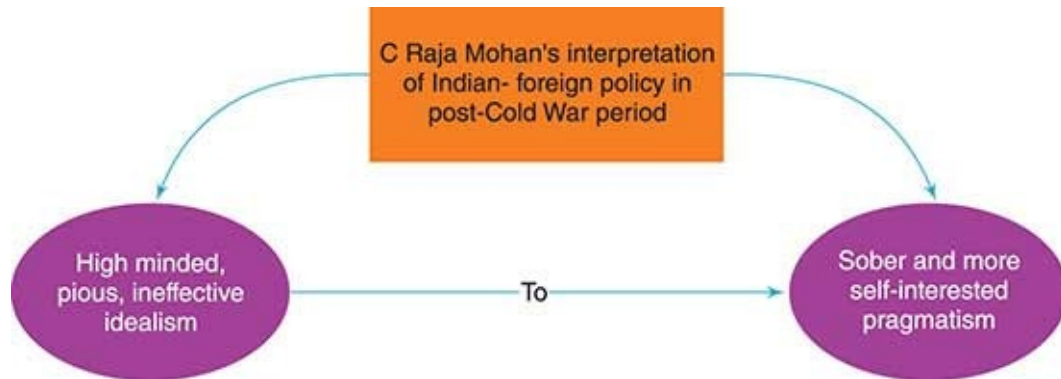 C Raja Mohan's interpretation
of Indian- foreign policy in
post-Cold War period
High minded,
pious, ineffective
idealism
To
Sober and more
self-interested
pragmatism